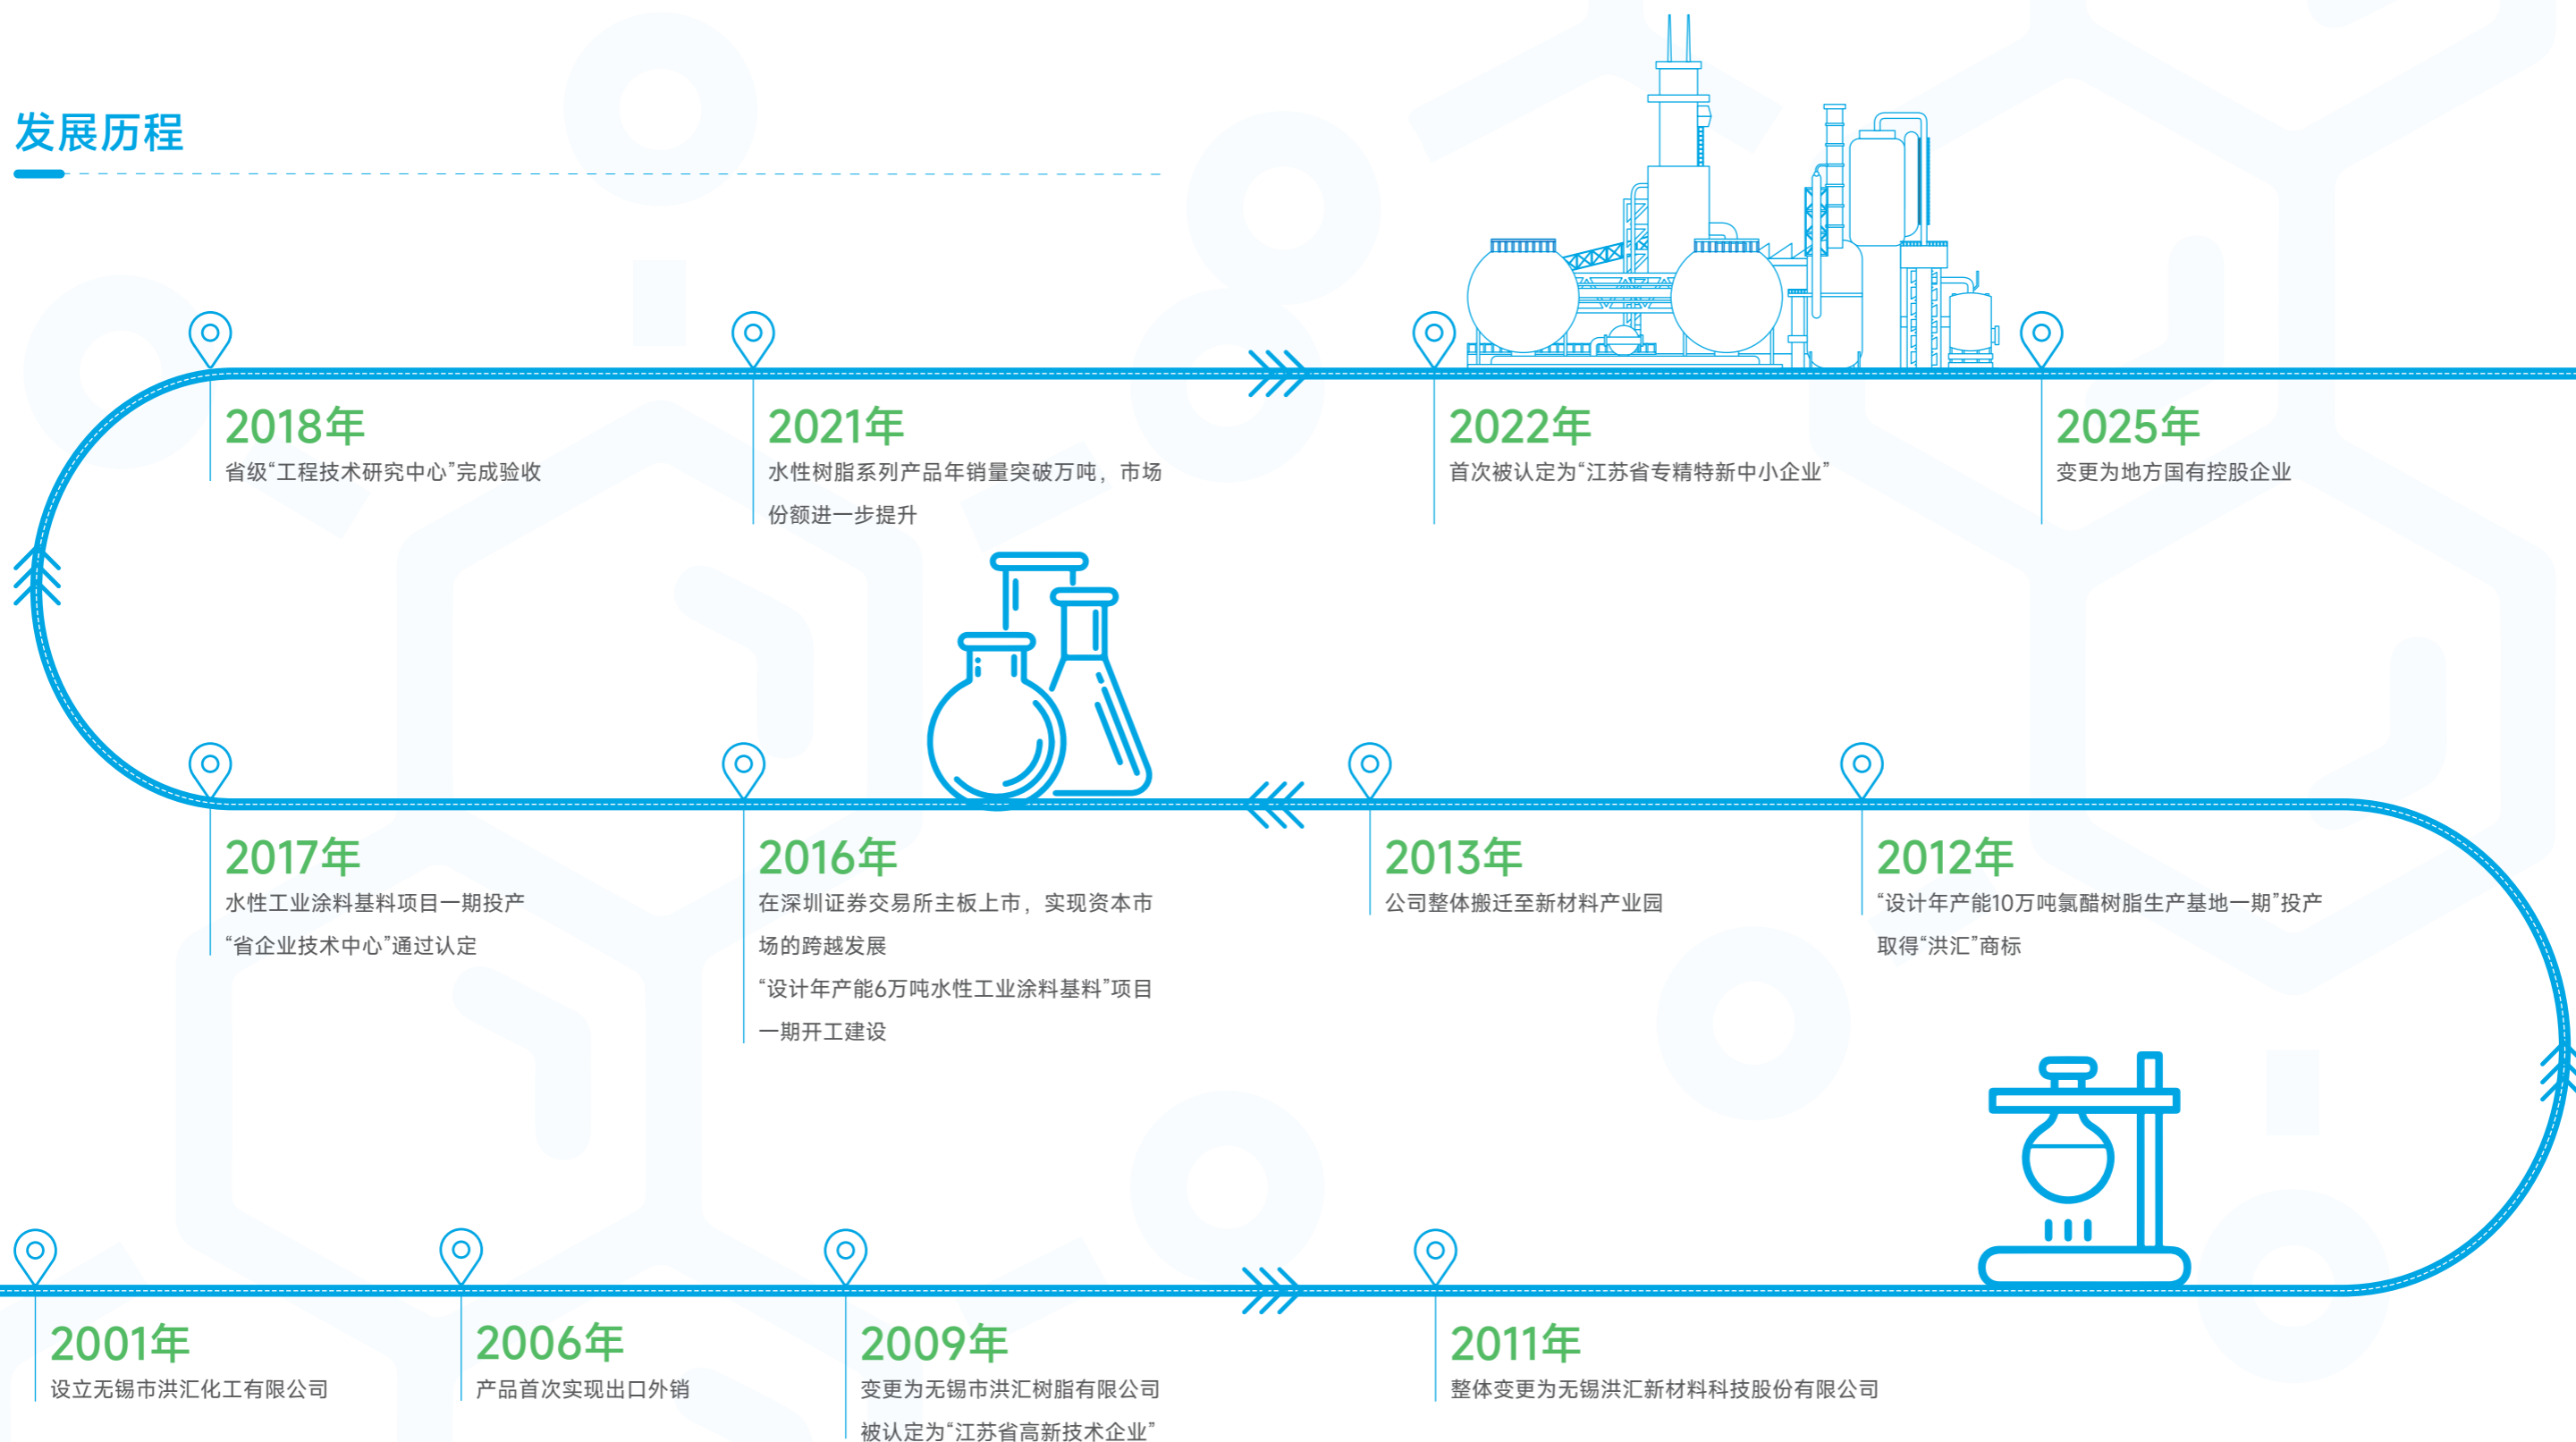 发展历程
2018年
省级“工程技术研究中心”完成验收
2021年
水性树脂系列产品年销量突破万吨，市场
份额进一步提升
2022年
首次被认定为“江苏省专精特新中小企业”
2025年
变更为地方国有控股企业
2017年
水性工业涂料基料项目一期投产
“省企业技术中心”通过认定
2016年
在深圳证券交易所主板上市，实现资本市
场的跨越发展
“设计年产能6万吨水性工业涂料基料”项目
一期开工建设
2013年
公司整体搬迁至新材料产业园
2012年
“设计年产能10万吨氯醋树脂生产基地一期”投产
取得“洪汇”商标
2001年
设立无锡市洪汇化工有限公司
2006年
产品首次实现出口外销
2009年
变更为无锡市洪汇树脂有限公司
被认定为“江苏省高新技术企业”
2011年
整体变更为无锡洪汇新材料科技股份有限公司